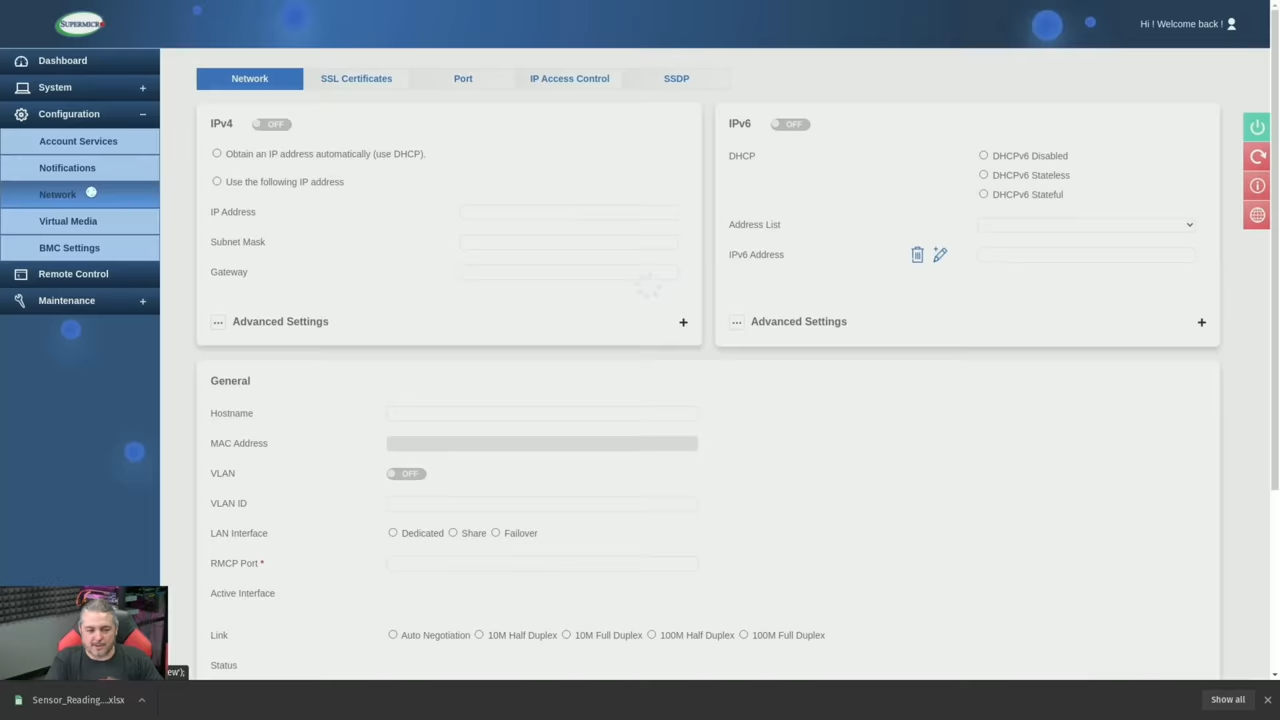 SUPERMICRO
Hi ! Welcome back !
Dashboard
System
Configuration
Account Services
Notifications
Network
Virtual Media
BMC Settings
Remote Control
Maintenance
Network
SSL Certificates
Port
IP Access Control
SSDP
IPv4
OFF
Obtain an IP address automatically (use DHCP).
Use the following IP address
IP Address
Subnet Mask
Gateway
Advanced Settings
IPv6
OFF
DHCP
DHCPv6 Disabled
DHCPv6 Stateless
DHCPv6 Stateful
Address List
IPv6 Address
Advanced Settings
General
Hostname
MAC Address
VLAN
OFF
VLAN ID
LAN Interface
Dedicated Share Failover
RMCP Port *
Active Interface
Link
Auto Negotiation 10M Half Duplex 10M Full Duplex 100M Half Duplex 100M Full Duplex
Status
ew');
Sensor_Reading....xlsx
Show all